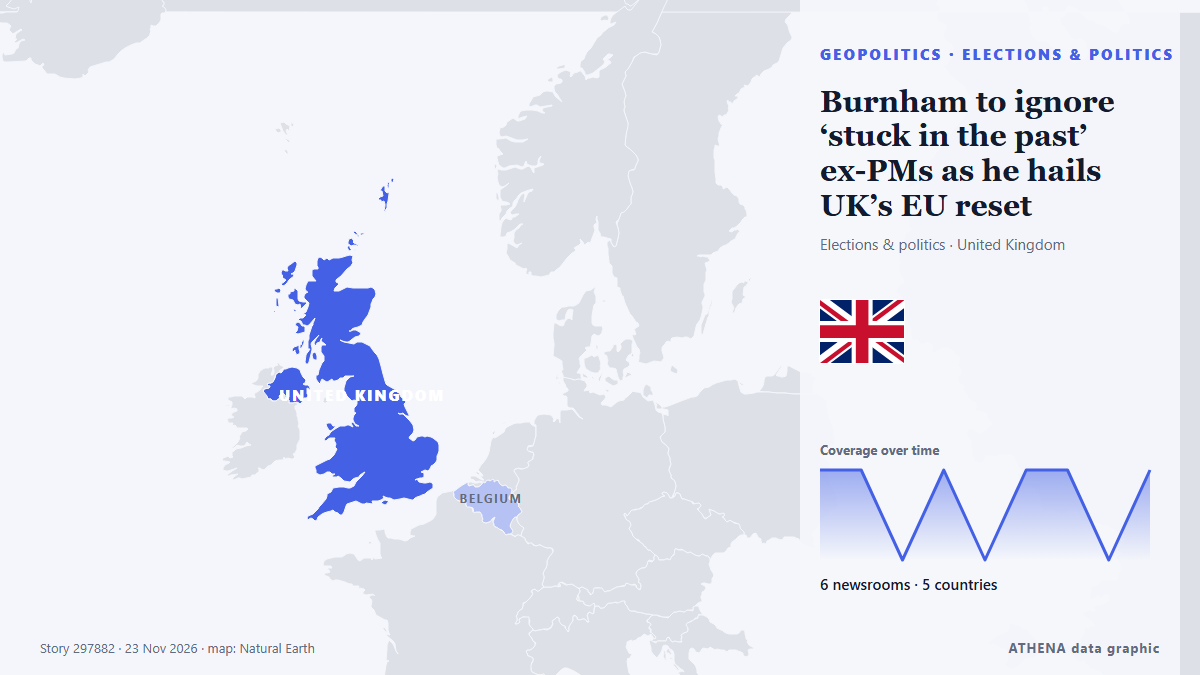 GEOPOLITICS · ELECTIONS & POLITICS
Burnham to ignore
‘stuck in the past’
ex-PMs as he hails
UK’s EU reset
Elections & politics · United Kingdom
UNITED KINGDOM
BELGIUM
Coverage over time
6 newsrooms · 5 countries
Story 297882 · 23 Nov 2026 · map: Natural Earth
ATHENA data graphic